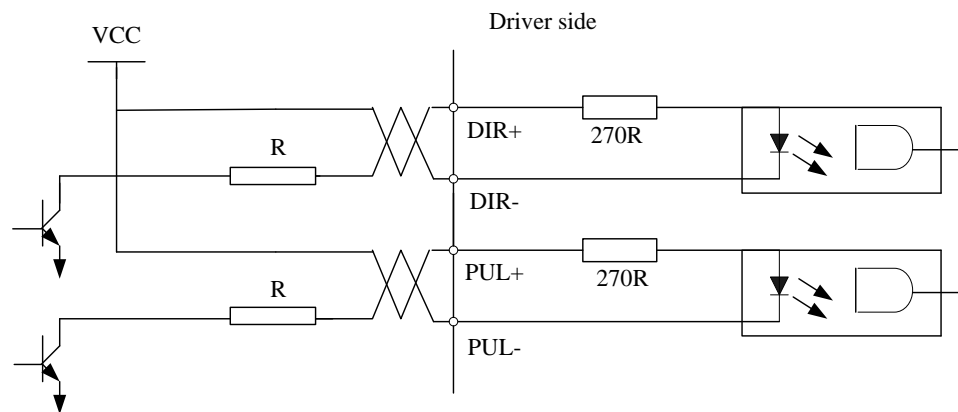 Driver side
VCC
DIR+
270R
R
DIR-
PUL+
270R
R
PUL-